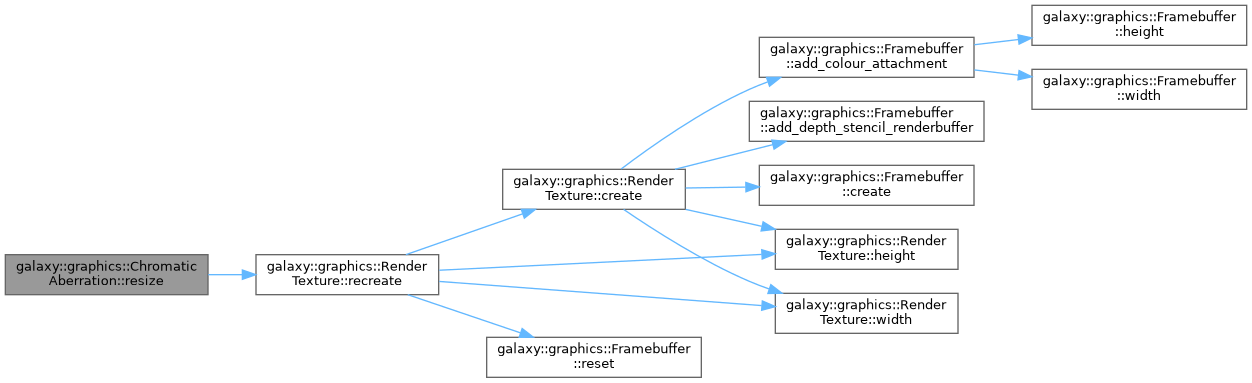 galaxy::graphics::Framebuffer
::height
galaxy::graphics::Framebuffer
::add_colour_attachment
galaxy::graphics::Framebuffer
::width
galaxy::graphics::Framebuffer
::add_depth_stencil_renderbuffer
galaxy::graphics::Render
Texture::create
galaxy::graphics::Framebuffer
::create
galaxy::graphics::Render
Texture::height
galaxy::graphics::Chromatic
Aberration::resize
galaxy::graphics::Render
Texture::recreate
galaxy::graphics::Render
Texture::width
galaxy::graphics::Framebuffer
::reset